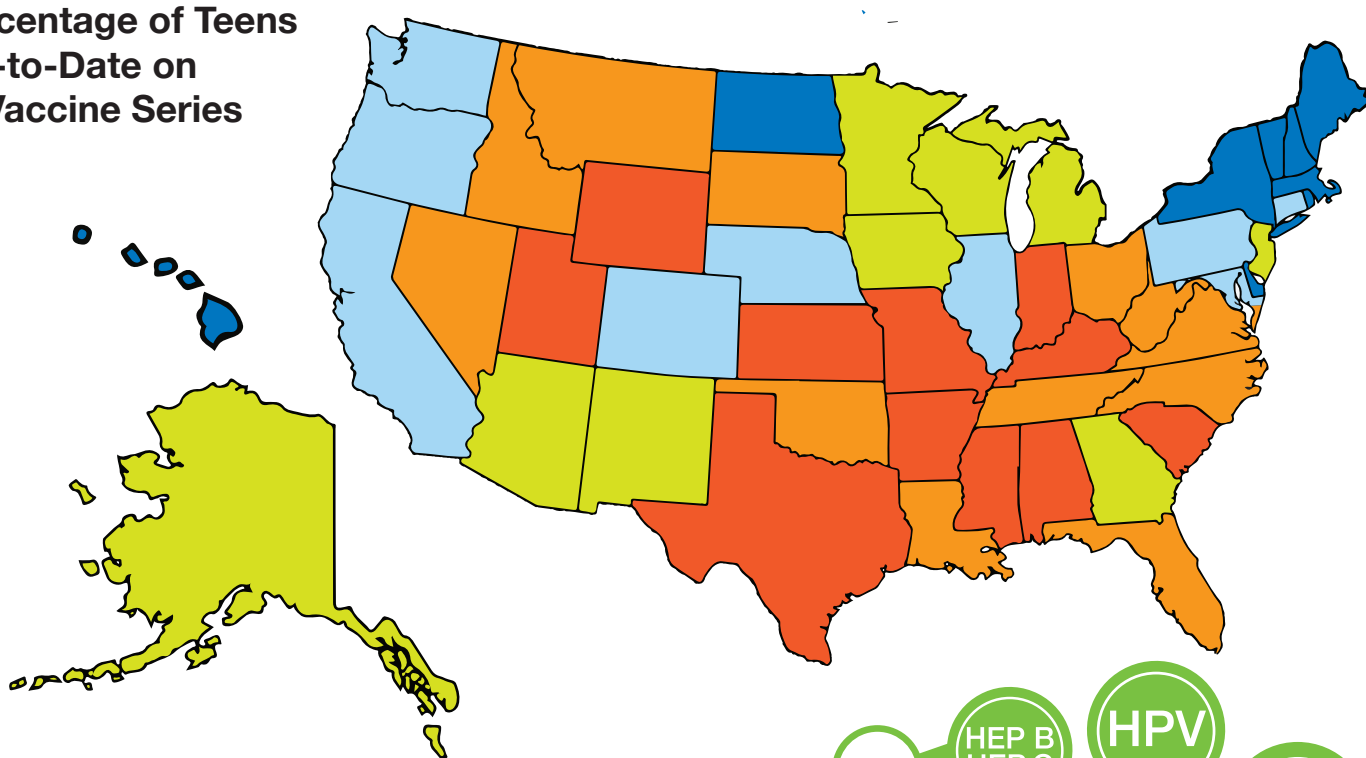 centage of Teens
-to-Date on
Vaccine Series
HEP B
HPV